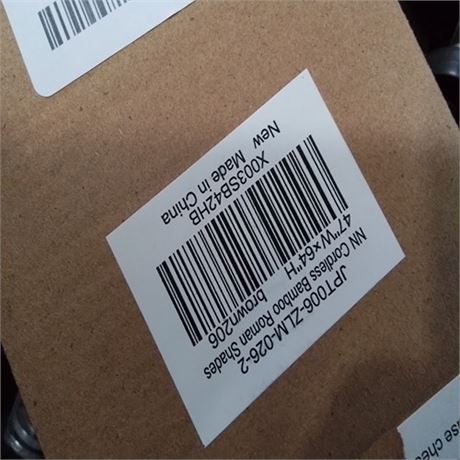 JPT006-ZLM-026-2
NN Cordless Bamboo Roman Shades
47"W×64"H brown206
X003SB42HB
New Made in China